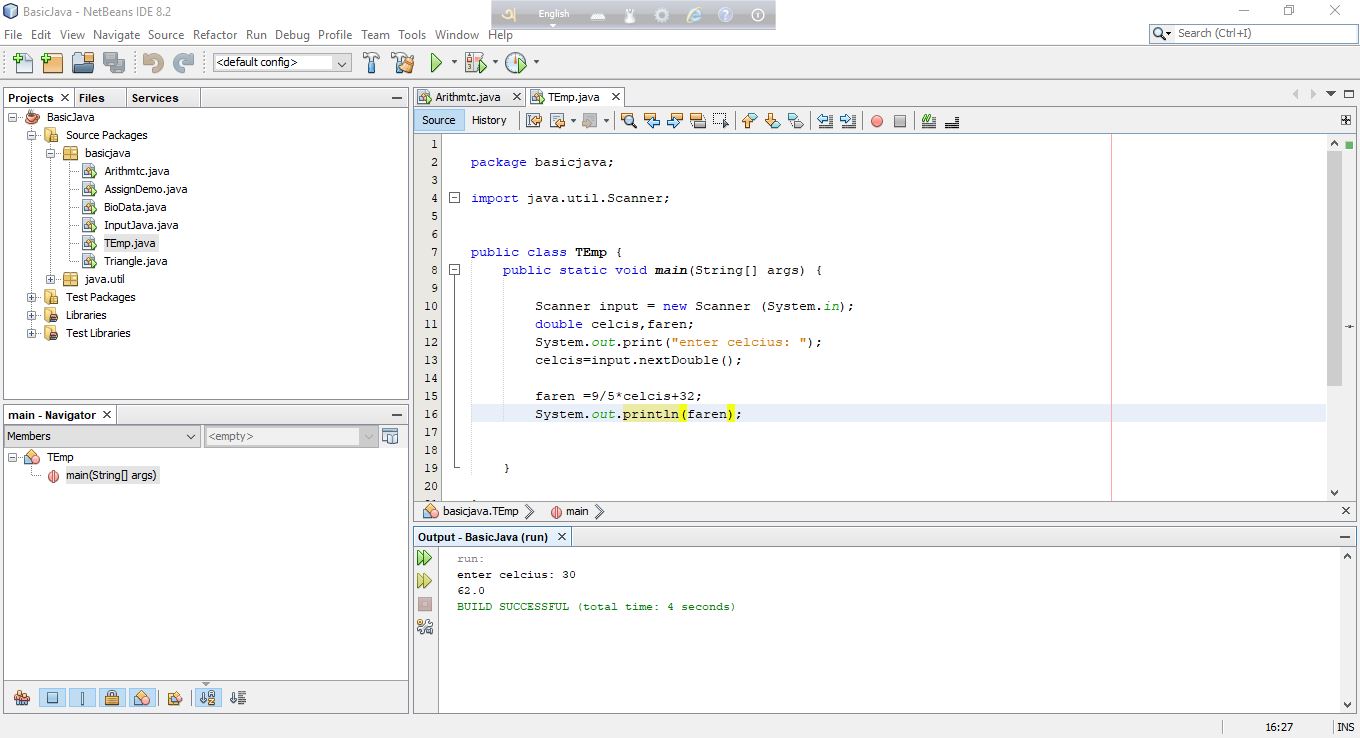 BasicJava - NetBeans IDE 8.2
English
File Edit View Navigate Source Refactor Run Debug Profile Team Tools Window Help
Search (Ctrl+I)
<default config>
Projects Files Services
BasicJava
Source Packages
basicjava
Arithmtc.java
AssignDemo.java
BioData.java
InputJava.java
TEmp.java
Triangle.java
java.util
Test Packages
Libraries
Test Libraries
main - Navigator
Members <empty>
TEmp
main(String[] args)
Arithmtc.java TEmp.java
Source History
1
2 package basicjava;
3
4 import java.util.Scanner;
5
6
7 public class TEmp {
8 public static void main(String[] args) {
9
10 Scanner input = new Scanner (System.in);
11 double celcis,faren;
12 System.out.print("enter celcius: ");
13 celcis=input.nextDouble();
14
15 faren =9/5*celcis+32;
16 System.out.println(faren);
17
18
19 }
20
basicjava.TEmp main
Output - BasicJava (run)
run:
enter celcius: 30
62.0
BUILD SUCCESSFUL (total time: 4 seconds)
16:27 INS